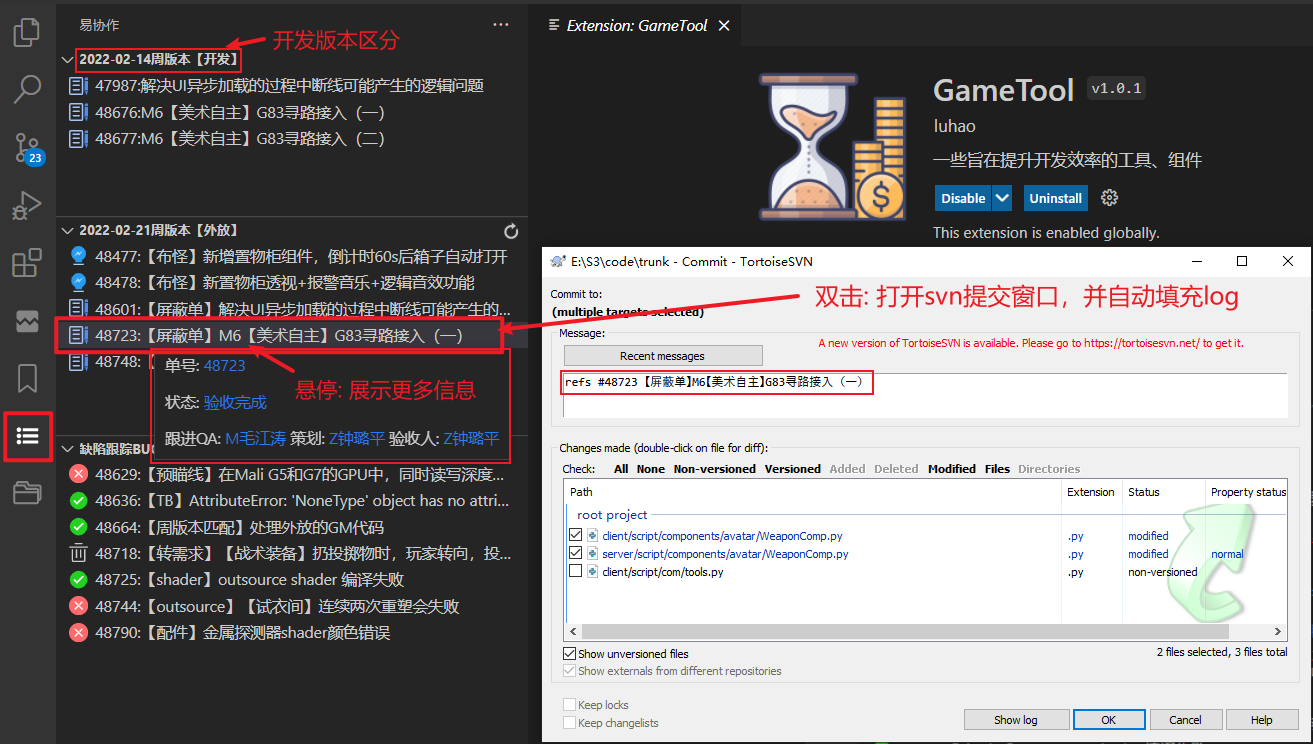 易协作
2022-02-14周版本【开发】
开发版本区分
47987:解决UI异步加载的过程中断线可能产生的逻辑问题
48676:M6【美术自主】G83寻路接入（一）
48677:M6【美术自主】G83寻路接入（二）
2022-02-21周版本【外放】
48477:【布怪】新增置物柜组件，倒计时60s后箱子自动打开
48478:【布怪】新置物柜透视+报警音乐+逻辑音效功能
48601:【屏蔽单】解决UI异步加载的过程中断线可能产生的...
48723:【屏蔽单】M6【美术自主】G83寻路接入（一）
48748:
单号: 48723
悬停: 展示更多信息
状态: 验收完成
跟进QA: M毛江涛 策划: Z钟璐平 验收人: Z钟璐平
23
缺陷跟踪BU
48629:【预瞄线】在Mali G5和G7的GPU中，同时读写深度...
48636:【TB】AttributeError: 'NoneType' object has no attri...
48664:【周版本匹配】处理外放的GM代码
48718:【转需求】【战术装备】扔投掷物时，玩家转向，投...
48725:【shader】outsource shader 编译失败
48744:【outsource】【试衣间】连续两次重塑会失败
48790:【配件】金属探测器shader颜色错误
Extension: GameTool
GameTool v1.0.1
luhao
一些旨在提升开发效率的工具、组件
Disable Uninstall
This extension is enabled globally.
E:\S3\code\trunk - Commit - TortoiseSVN
Commit to:
(multiple targets selected)
双击: 打开svn提交窗口，并自动填充log
Message:
Recent messages
A new version of TortoiseSVN is available. Please go to https://tortoisesvn.net/ to get it.
refs #48723【屏蔽单】M6【美术自主】G83寻路接入（一）
Changes made (double-click on file for diff):
Check: All None Non-versioned Versioned Added Deleted Modified Files Directories
Path Extension Status Property status
root project
client/script/components/avatar/WeaponComp.py .py modified
server/script/components/avatar/WeaponComp.py .py modified normal
client/script/com/tools.py .py non-versioned
Show unversioned files
2 files selected, 3 files total
Show externals from different repositories
Keep locks
Keep changelists
Show log OK Cancel Help